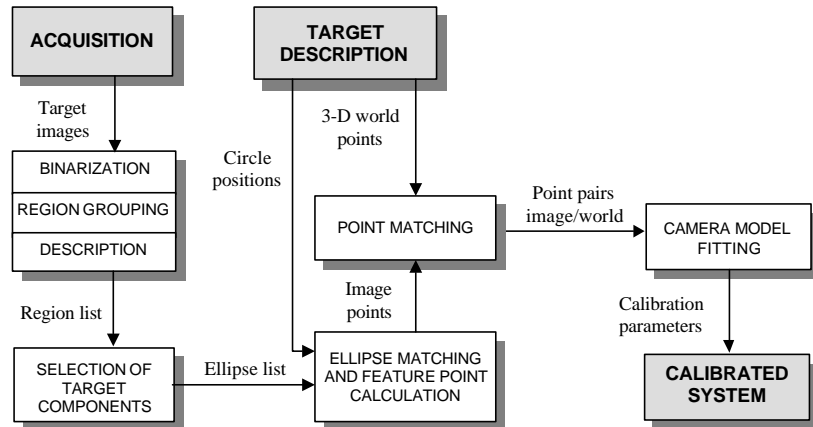 ACQUISITION
TARGET
DESCRIPTION
Target
images
3-D world
points
Circle
positions
BINARIZATION
REGION GROUPING
DESCRIPTION
POINT MATCHING
Point pairs
image/world
CAMERA MODEL
FITTING
Region list
Image
points
Calibration
parameters
SELECTION OF
TARGET
COMPONENTS
Ellipse list
ELLIPSE MATCHING
AND FEATURE POINT
CALCULATION
CALIBRATED
SYSTEM